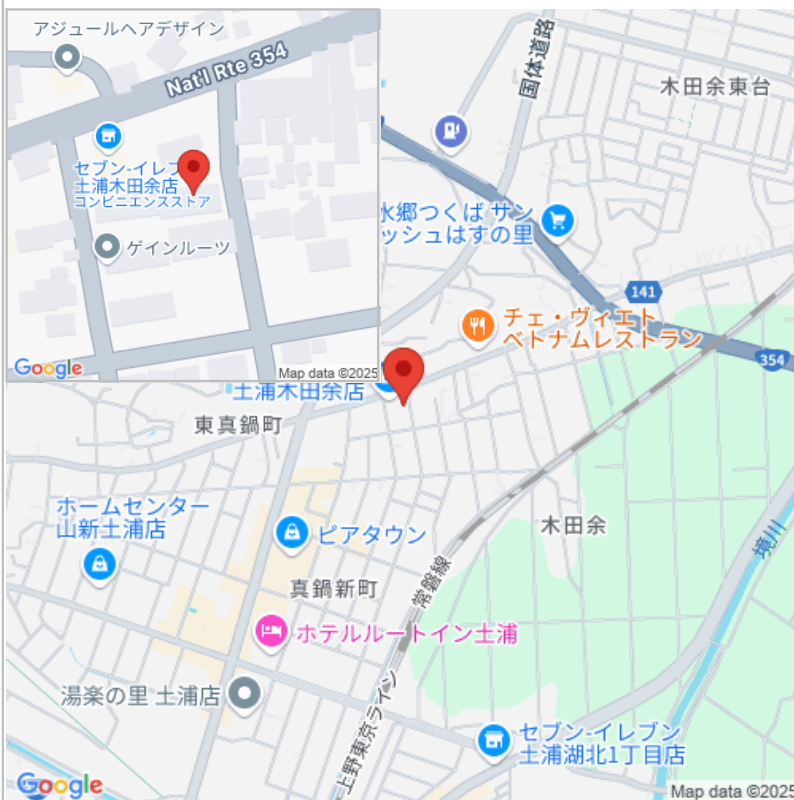 アジュールヘアデザイン
Nat'l Rte 354
セブン-イレブ
土浦木田余店
コンビニエンスストア
ゲインルーツ
Google
Map data ©2025
国体道路
木田余東台
水郷つくば サン
ッシュはすの里
141
チェ・ヴィエト
ベトナムレストラン
354
土浦木田余店
東真鍋町
ホームセンター
山新土浦店
ピアタウン
木田余
境川
常磐線
真鍋新町
ホテルルートイン土浦
湯楽の里 土浦店
上野東京ライン
セブン-イレブン
土浦湖北1丁目店
Google
Map data ©2025